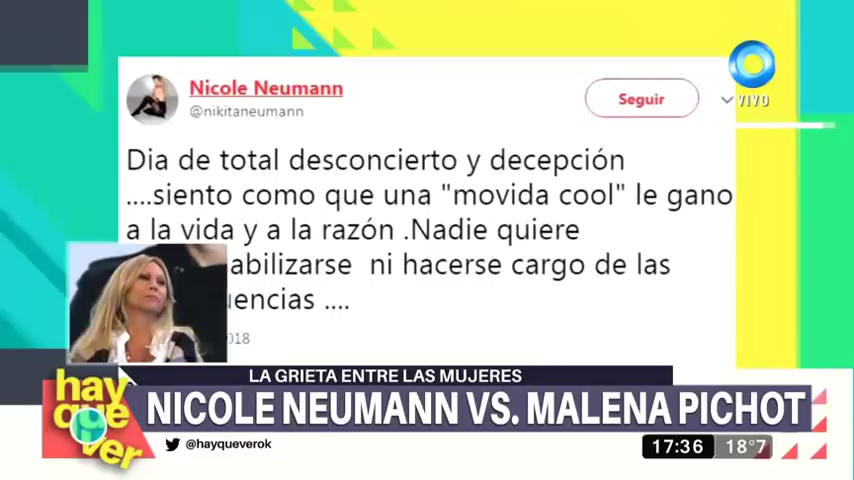 Nicole Neumann
@nikitaneumann
Seguir
VIVO
Dia de total desconcierto y decepción
....siento como que una "movida cool" le gano
a la vida y a la razón .Nadie quiere
abilizarse ni hacerse cargo de las
uencias ....
018
LA GRIETA ENTRE LAS MUJERES
hay que ver
NICOLE NEUMANN VS. MALENA PICHOT
@hayqueverok
17:36
18°7